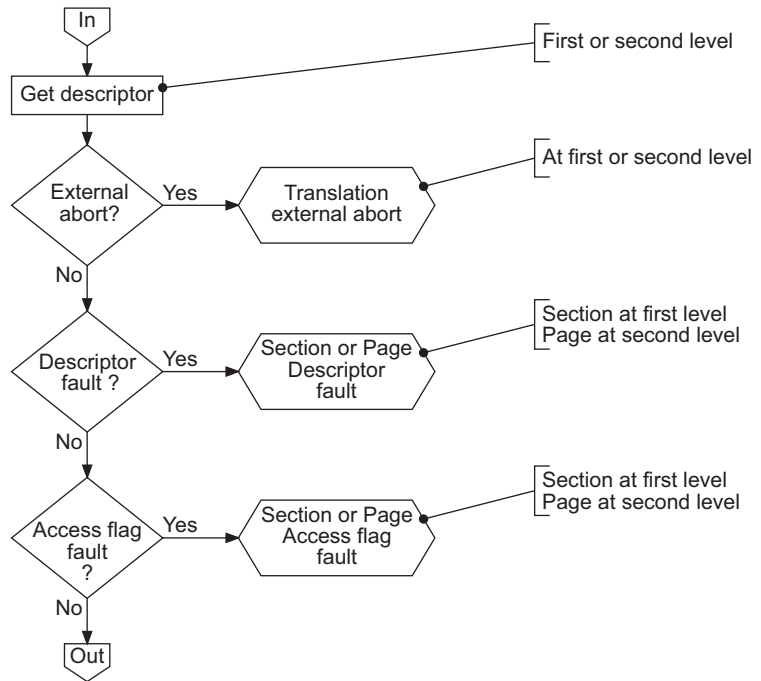 In
First or second level
Get descriptor
At first or second level
External
abort?
Yes
Translation
external abort
No
Section at first level
Page at second level
Descriptor
fault ?
Yes
Section or Page
Descriptor
fault
No
Section at first level
Page at second level
Access flag
fault
?
Yes
Section or Page
Access flag
fault
No
Out